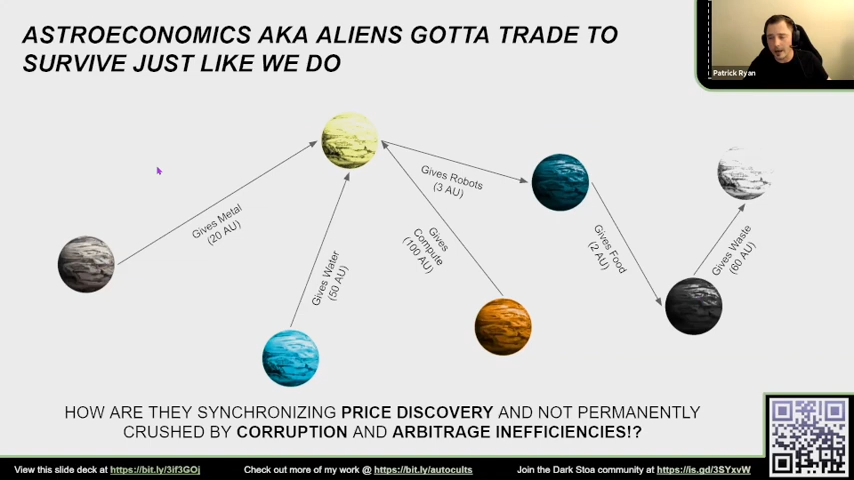 ASTROECONOMICS AKA ALIENS GOTTA TRADE TO
SURVIVE JUST LIKE WE DO
Patrick Ryan
Gives Metal
(20 AU)
Gives Water
(50 AU)
Gives
Compute
(100 AU)
Gives Robots
(3 AU)
Gives Food
(2 AU)
Gives Waste
(60 AU)
HOW ARE THEY SYNCHRONIZING PRICE DISCOVERY AND NOT PERMANENTLY
CRUSHED BY CORRUPTION AND ARBITRAGE INEFFICIENCIES!?
View this slide deck at https://bit.ly/3if3GOj
Check out more of my work @ https://bit.ly/autocults
Join the Dark Stoa community at https://is.gd/3SYxvW